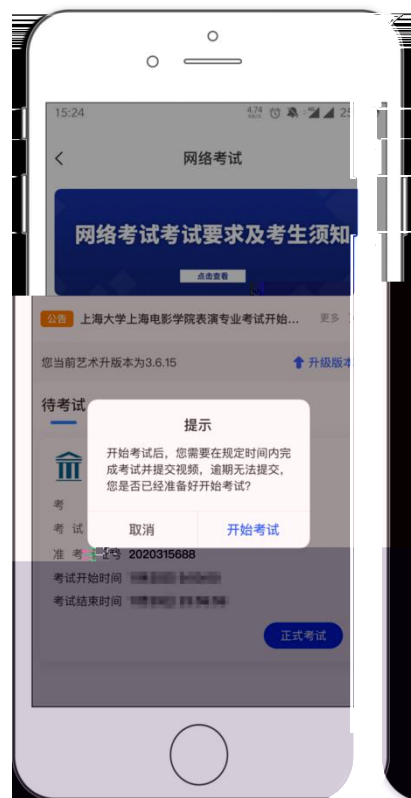 15:24
4.74
KB/S
网络考试
网络考试考试要求及考生须知
点击查看
公告 上海大学上海电影学院表演专业考试开始... 更多
您当前艺术升版本为3.6.15 升级版本
待考试
提示
开始考试后，您需要在规定时间内完
成考试并提交视频，逾期无法提交，
您是否已经准备好开始考试？
考
考 试
取消 开始考试
准 考 证号 2020315688
考试开始时间
考试结束时间
正式考试